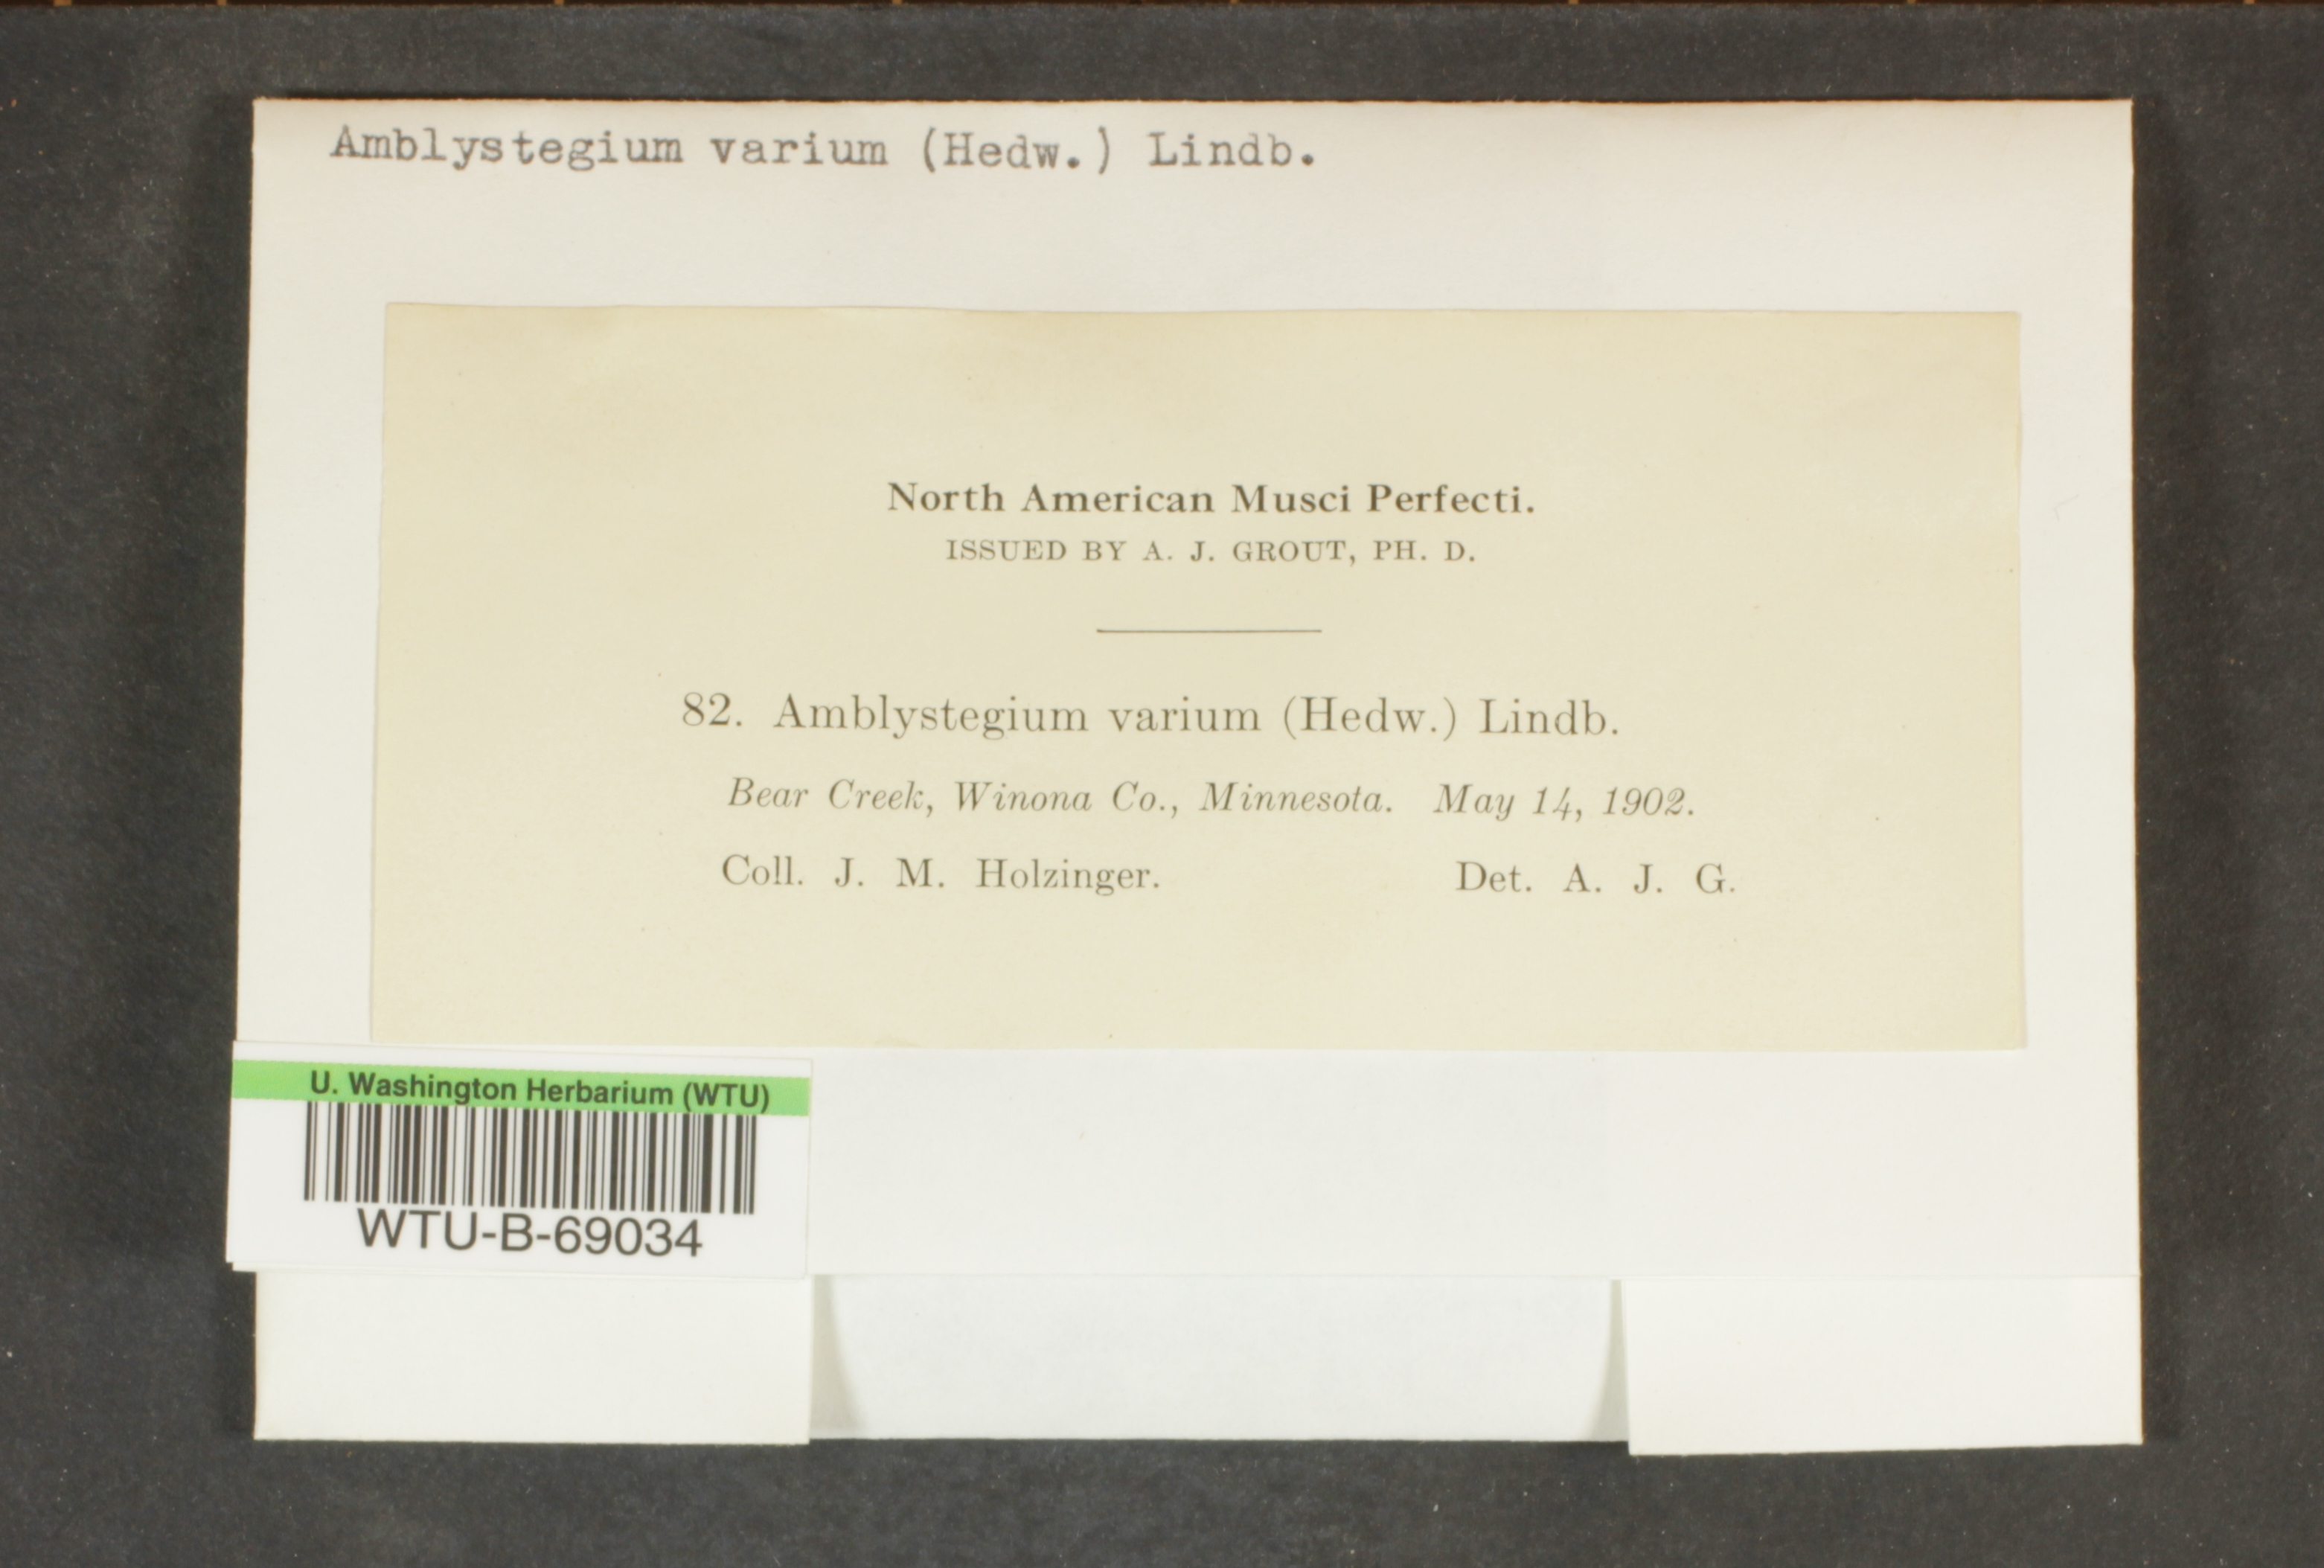 Amblystegium varium (Hedw.) Lindb.
North American Musci Perfecti.
ISSUED BY A. J. GROUT, PH. D.
82. Amblystegium varium (Hedw.) Lindb.
Bear Creek, Winona Co., Minnesota. May 14, 1902.
Coll. J. M. Holzinger. Det. A. J. G.
U. Washington Herbarium (WTU)
WTU-B-69034